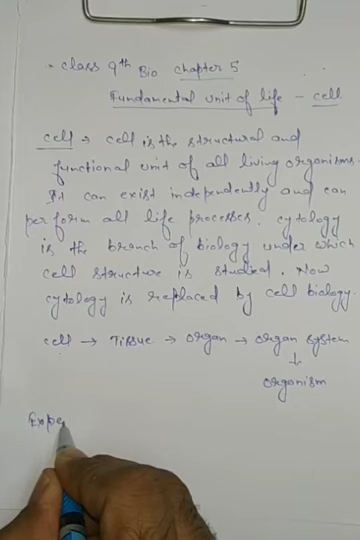 · Class 9th Bio chapter 5
Fundamental unit of life - cell
cell → cell is the structural and
functional unit of all living organisms.
It can exist independently and can
perform all life processes. cytology
is the branch of biology under which
cell structure is studied. Now
cytology is replaced by cell biology.
cell → Tissue → organ → organ system
↓
organism
Expe